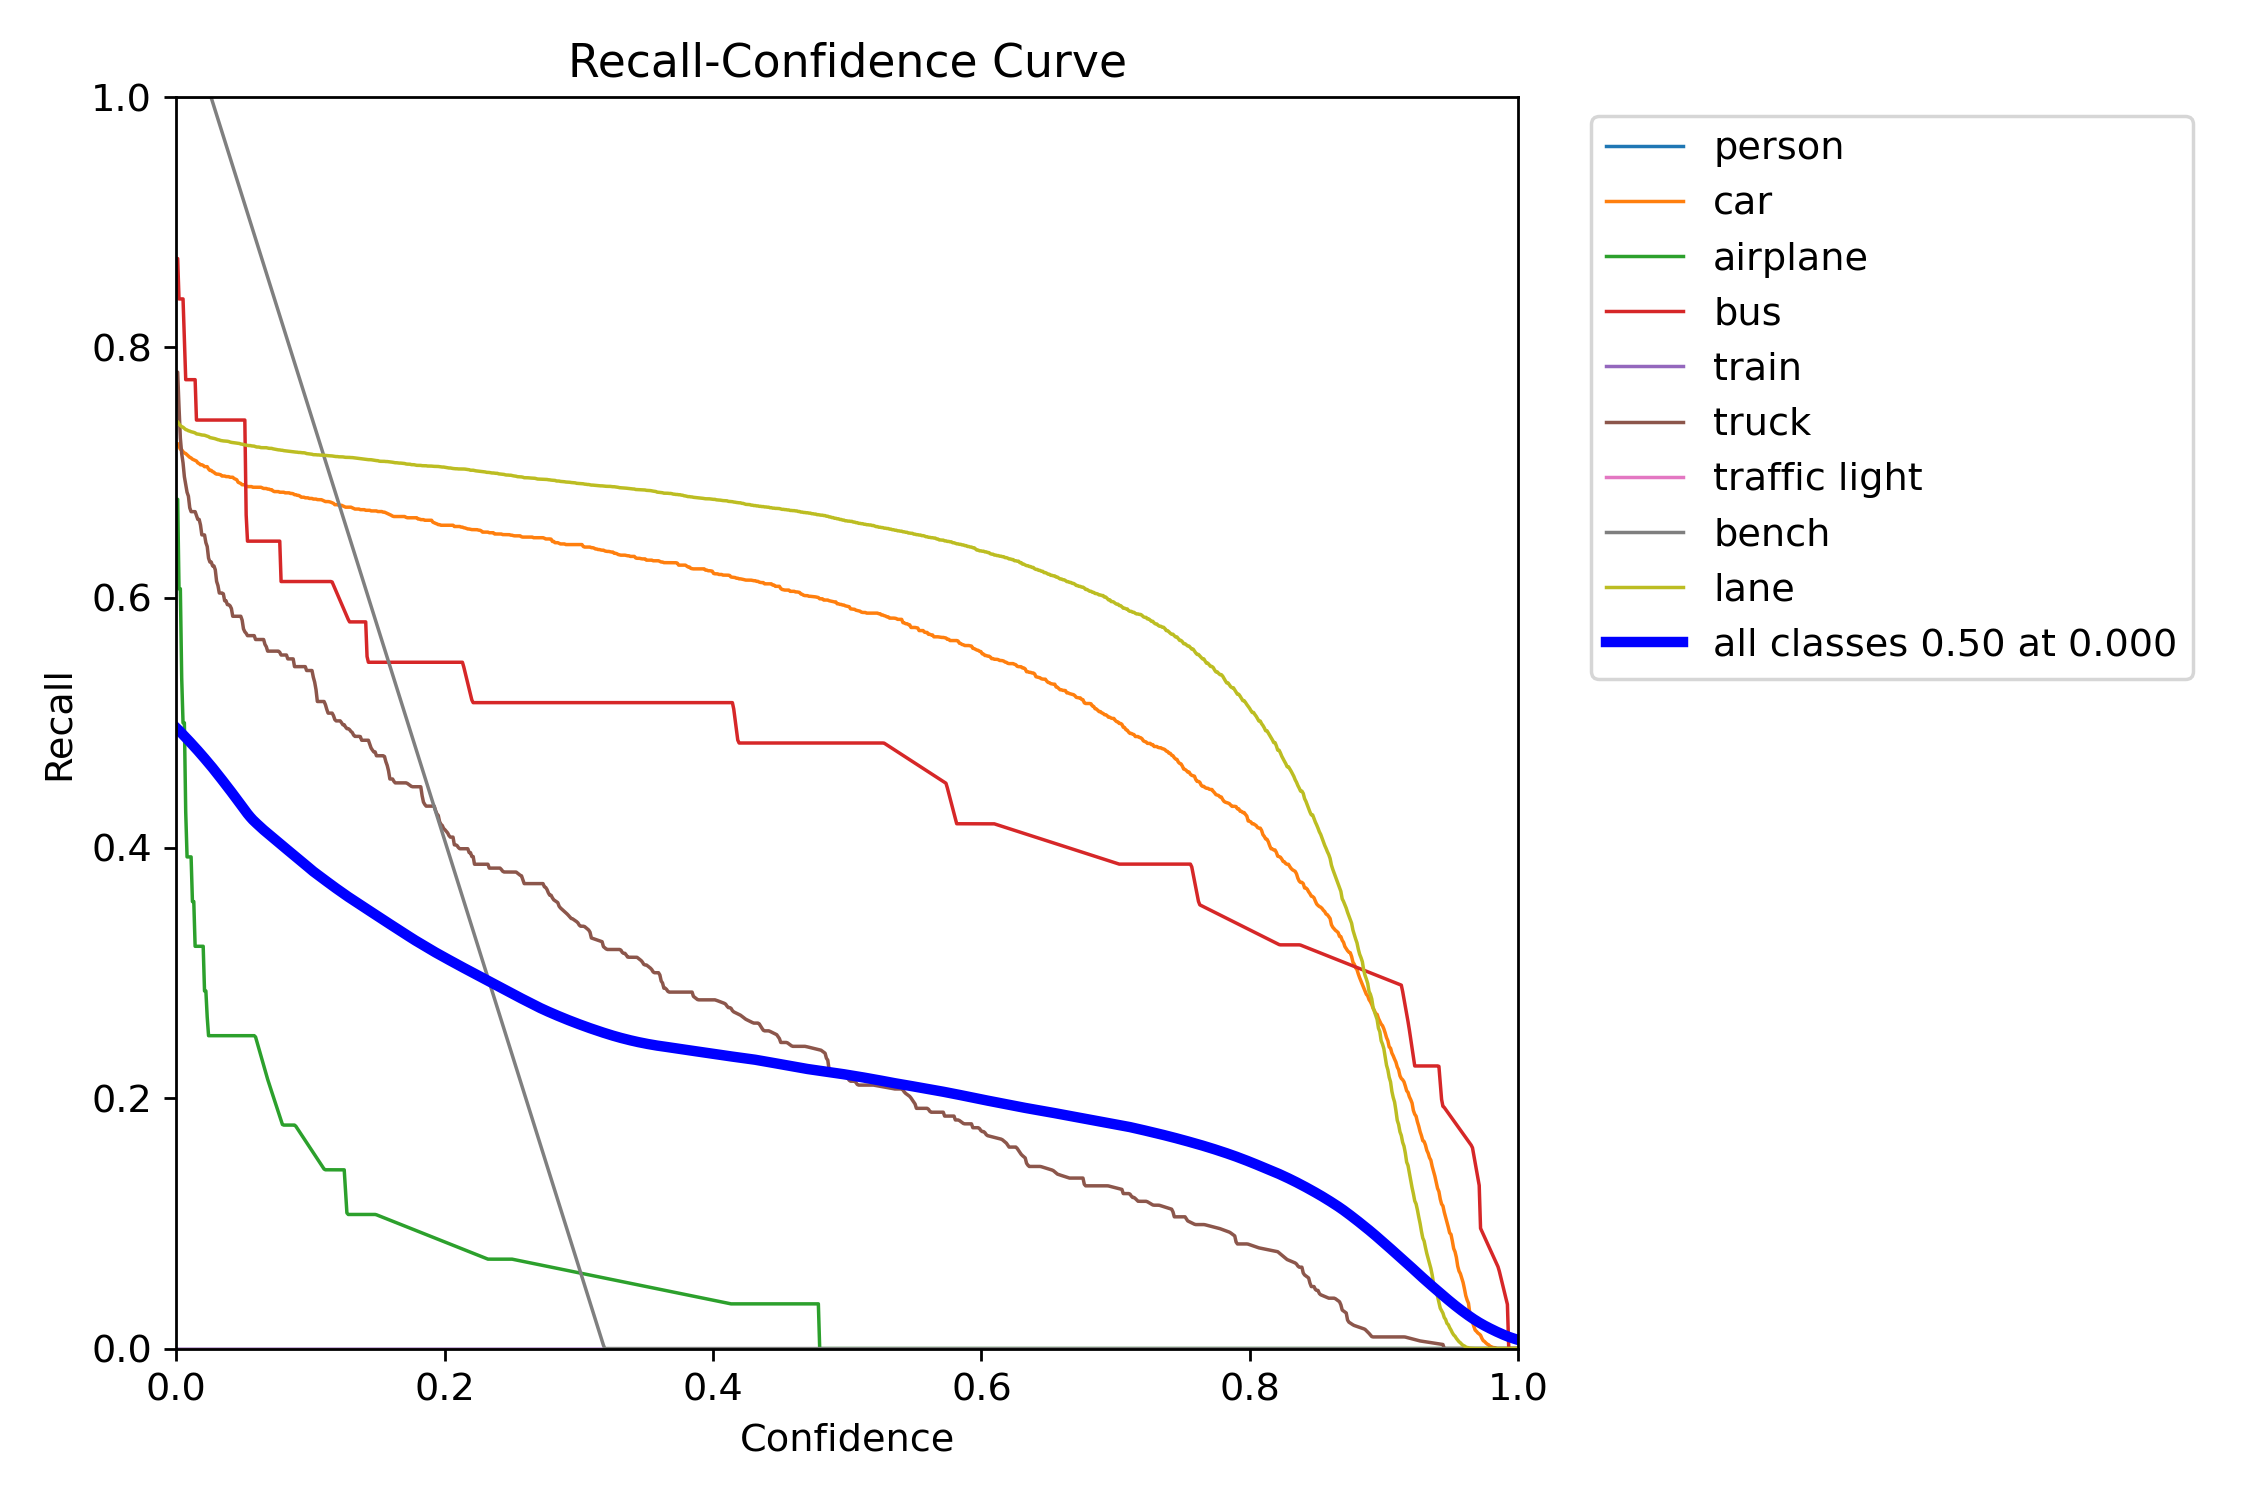 Recall-Confidence Curve
1.0
0.8
0.6
0.4
0.2
0.0
Recall
0.0 0.2 0.4 0.6 0.8 1.0
Confidence
person
car
airplane
bus
train
truck
traffic light
bench
lane
all classes 0.50 at 0.000